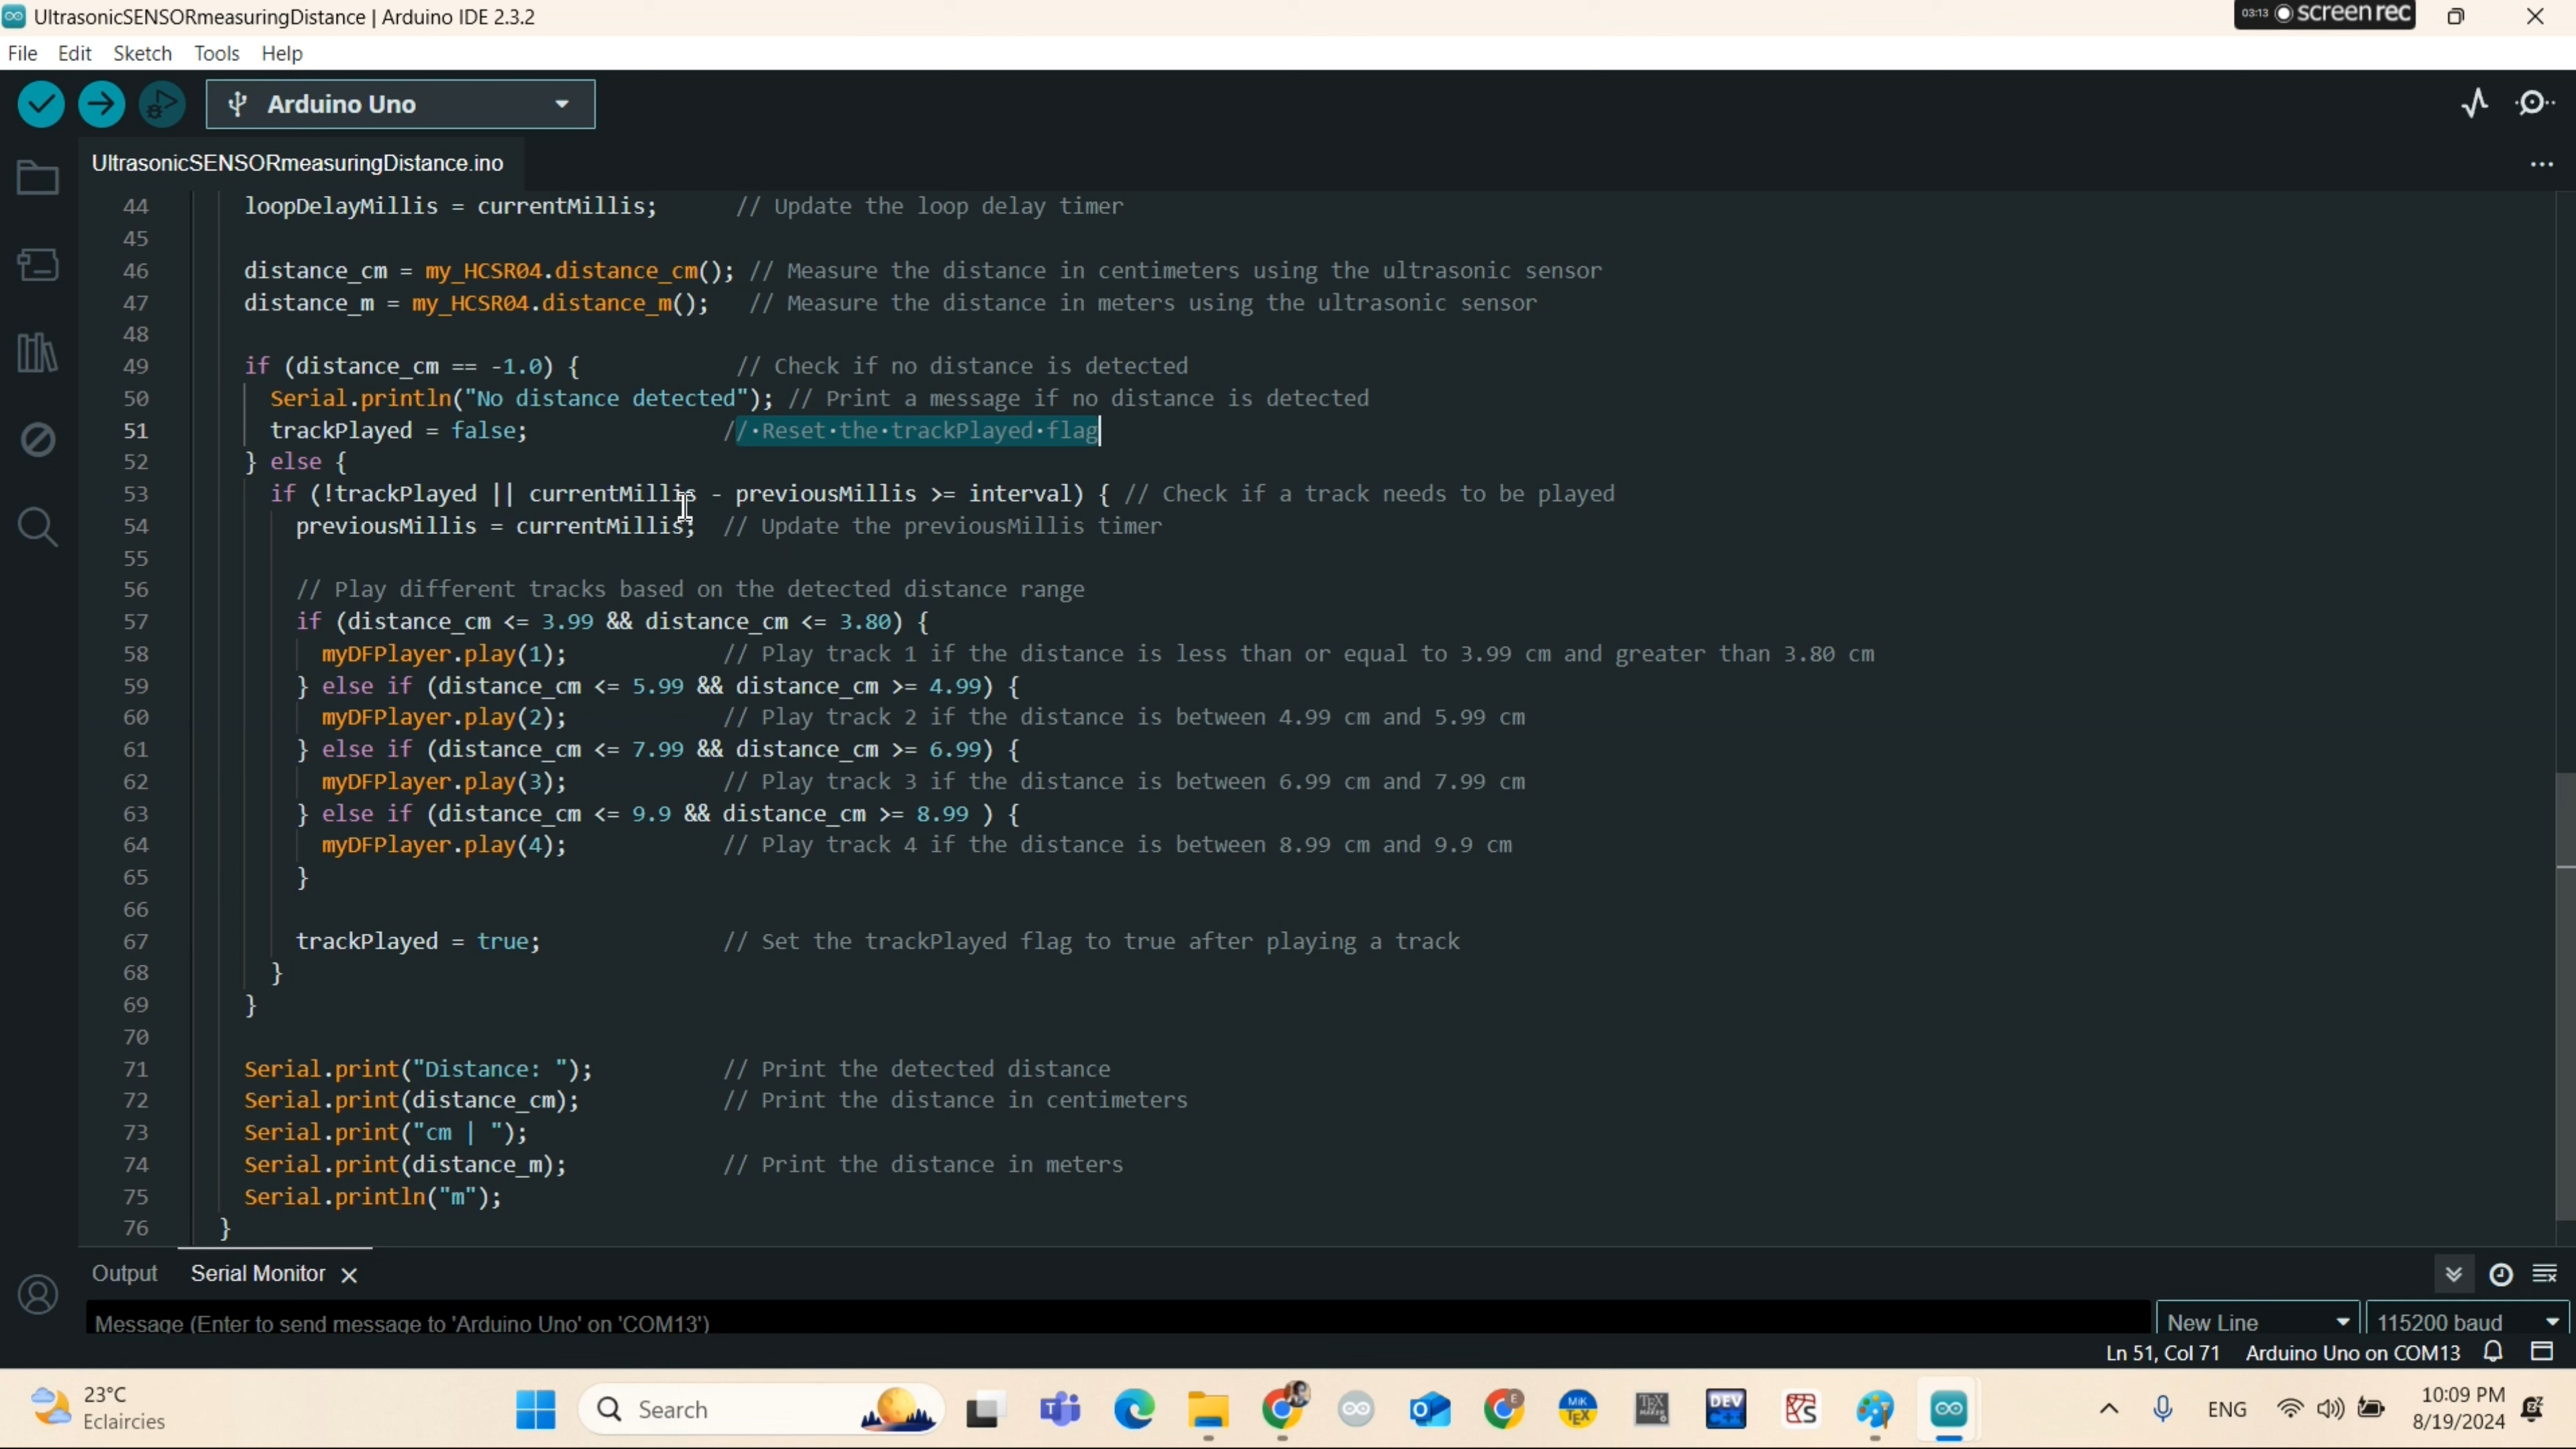 UltrasonicSENSORmeasuringDistance | Arduino IDE 2.3.2
03:13 screenrec
File Edit Sketch Tools Help
Arduino Uno
UltrasonicSENSORmeasuringDistance.ino
44 loopDelayMillis = currentMillis; // Update the loop delay timer
45
46 distance_cm = my_HCSR04.distance_cm(); // Measure the distance in centimeters using the ultrasonic sensor
47 distance_m = my_HCSR04.distance_m(); // Measure the distance in meters using the ultrasonic sensor
48
49 if (distance_cm == -1.0) { // Check if no distance is detected
50 Serial.println("No distance detected"); // Print a message if no distance is detected
51 trackPlayed = false; //·Reset·the·trackPlayed·flag
52 } else {
53 if (!trackPlayed || currentMillis - previousMillis >= interval) { // Check if a track needs to be played
54 previousMillis = currentMillis; // Update the previousMillis timer
55
56 // Play different tracks based on the detected distance range
57 if (distance_cm <= 3.99 && distance_cm <= 3.80) {
58 myDFPlayer.play(1); // Play track 1 if the distance is less than or equal to 3.99 cm and greater than 3.80 cm
59 } else if (distance_cm <= 5.99 && distance_cm >= 4.99) {
60 myDFPlayer.play(2); // Play track 2 if the distance is between 4.99 cm and 5.99 cm
61 } else if (distance_cm <= 7.99 && distance_cm >= 6.99) {
62 myDFPlayer.play(3); // Play track 3 if the distance is between 6.99 cm and 7.99 cm
63 } else if (distance_cm <= 9.9 && distance_cm >= 8.99 ) {
64 myDFPlayer.play(4); // Play track 4 if the distance is between 8.99 cm and 9.9 cm
65 }
66
67 trackPlayed = true; // Set the trackPlayed flag to true after playing a track
68 }
69 }
70
71 Serial.print("Distance: "); // Print the detected distance
72 Serial.print(distance_cm); // Print the distance in centimeters
73 Serial.print("cm | ");
74 Serial.print(distance_m); // Print the distance in meters
75 Serial.println("m");
76 }
Output Serial Monitor
Message (Enter to send message to 'Arduino Uno' on 'COM13') New Line 115200 baud
Ln 51, Col 71 Arduino Uno on COM13
23°C
Eclaircies
Search
ENG
10:09 PM
8/19/2024